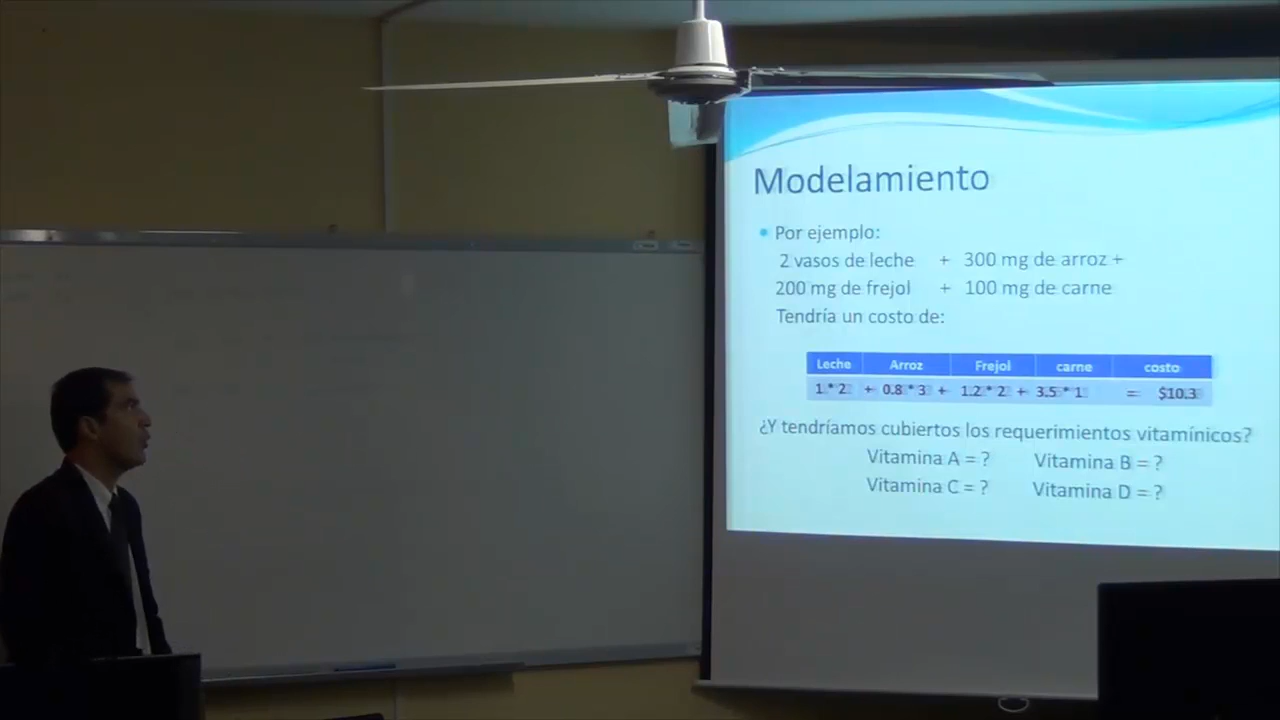 Modelamiento
Por ejemplo:
2 vasos de leche + 300 mg de arroz +
200 mg de frejol + 100 mg de carne
Tendría un costo de:
Leche Arroz Frejol carne costo
1 * 2 + 0.8 * 3 + 1.2 * 2 + 3.5 * 1 = $10.3
¿Y tendríamos cubiertos los requerimientos vitamínicos?
Vitamina A = ? Vitamina B = ?
Vitamina C = ? Vitamina D = ?